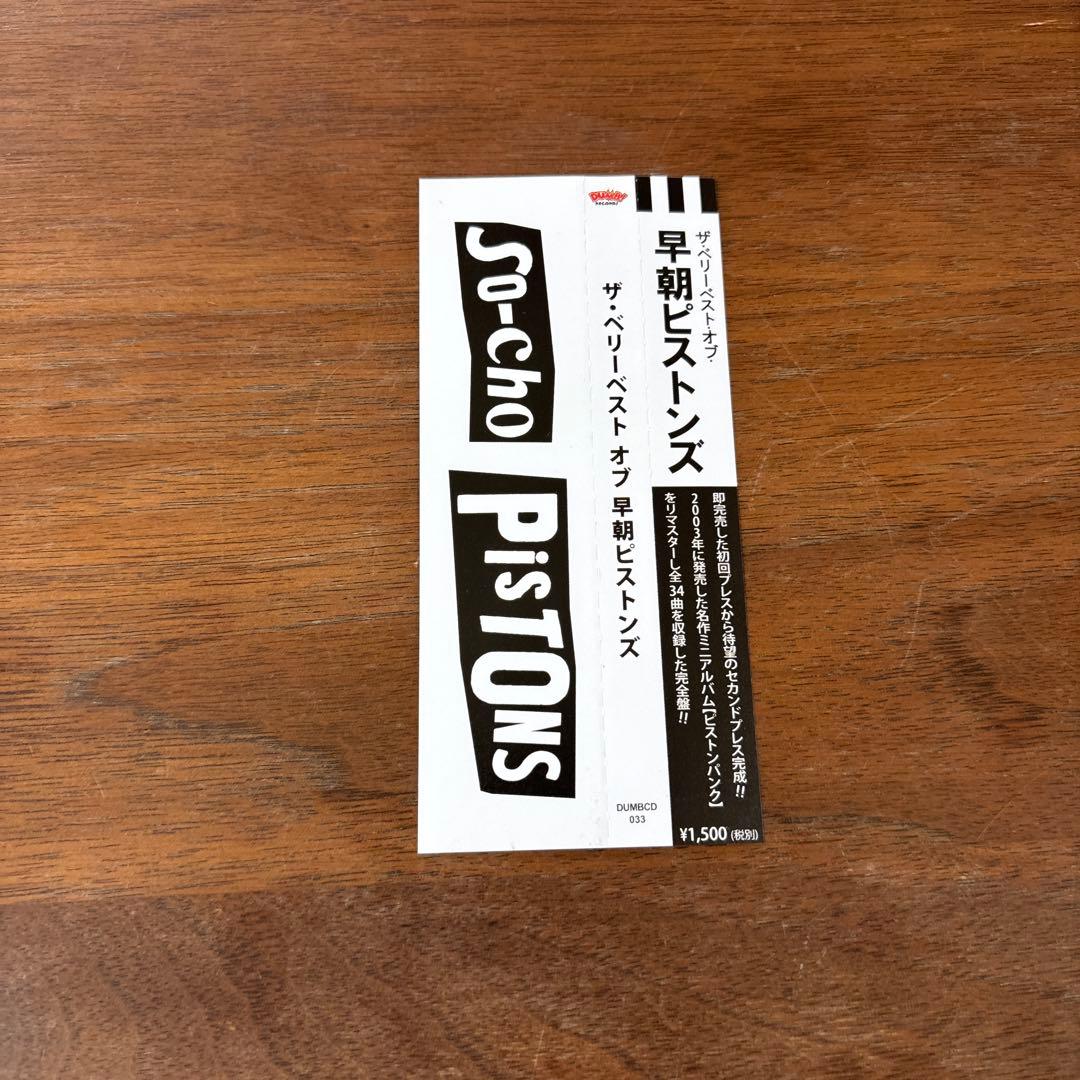 ザ・ベリーベスト・オブ・
早朝ピストンズ
即完売した初回プレスから待望のセカンドプレス完成!!
2003年に発売した名作ミニアルバム【ピストンパンク】
をリマスターし全34曲を収録した完全盤!!
¥1,500 (税別)
DUMB!
RECORDS
ザ・ベリーベスト オブ 早朝ピストンズ
DUMBCD
033
So-cho
PiSTONS